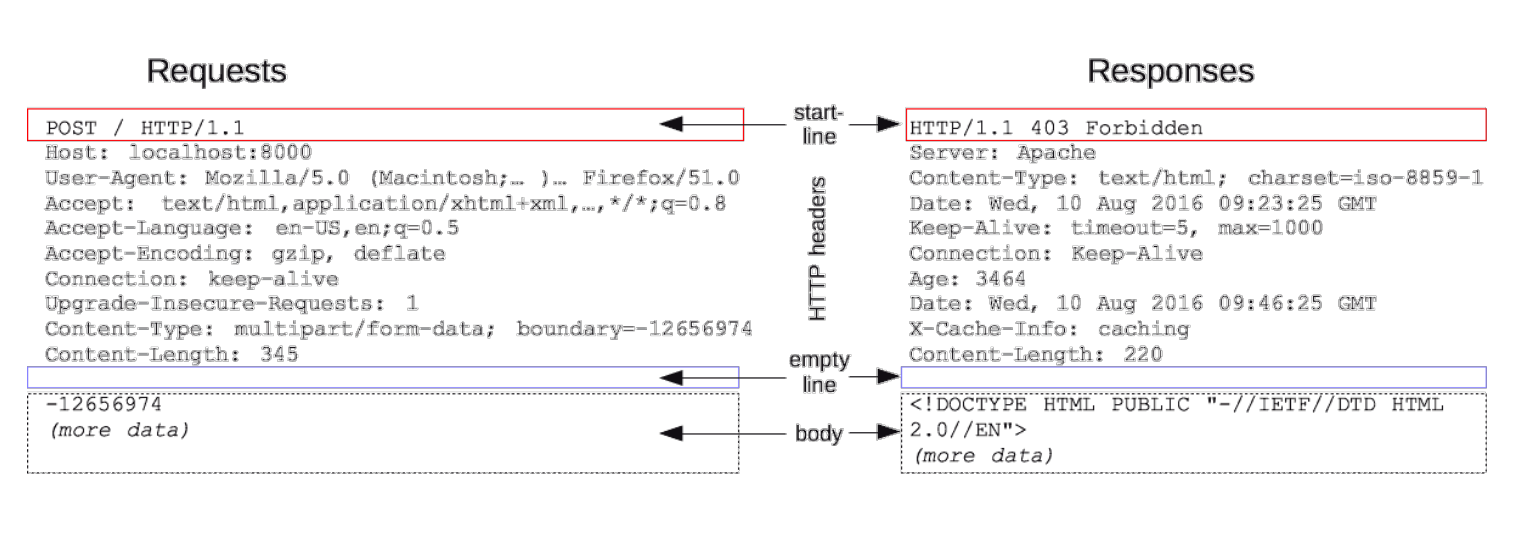 Requests
POST / HTTP/1.1
Host: localhost:8000
User-Agent: Mozilla/5.0 (Macintosh;… )… Firefox/51.0
Accept: text/html,application/xhtml+xml,…,*/*;q=0.8
Accept-Language: en-US,en;q=0.5
Accept-Encoding: gzip, deflate
Connection: keep-alive
Upgrade-Insecure-Requests: 1
Content-Type: multipart/form-data; boundary=-12656974
Content-Length: 345
-12656974
(more data)
start-
line
HTTP headers
empty
line
body
Responses
HTTP/1.1 403 Forbidden
Server: Apache
Content-Type: text/html; charset=iso-8859-1
Date: Wed, 10 Aug 2016 09:23:25 GMT
Keep-Alive: timeout=5, max=1000
Connection: Keep-Alive
Age: 3464
Date: Wed, 10 Aug 2016 09:46:25 GMT
X-Cache-Info: caching
Content-Length: 220
<!DOCTYPE HTML PUBLIC "-//IETF//DTD HTML
2.0//EN">
(more data)